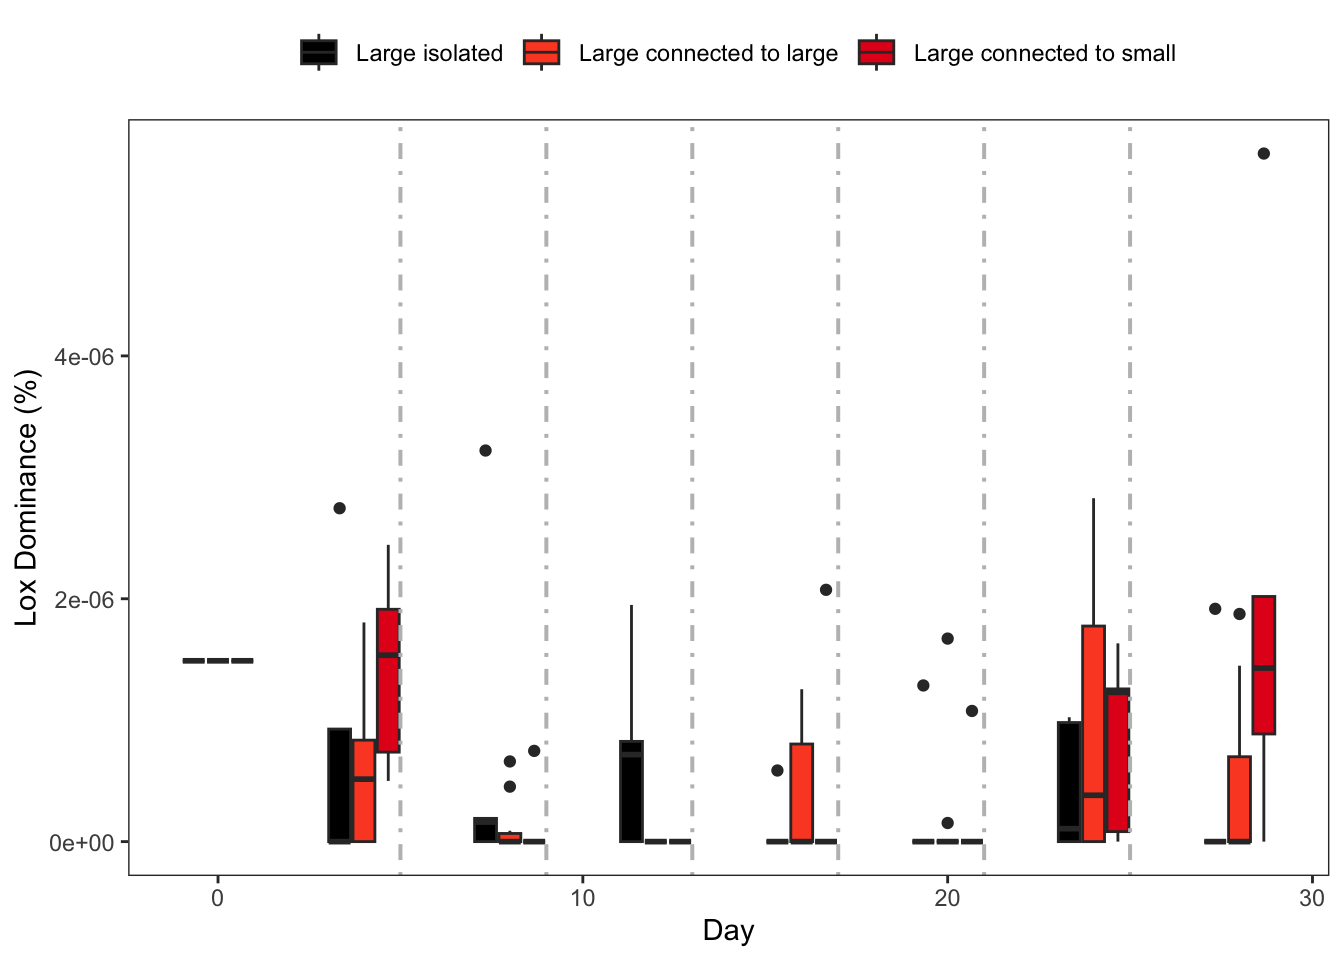 Large isolated Large connected to large Large connected to small
Lox Dominance (%)
4e-06
2e-06
0e+00
0 10 20 30
Day